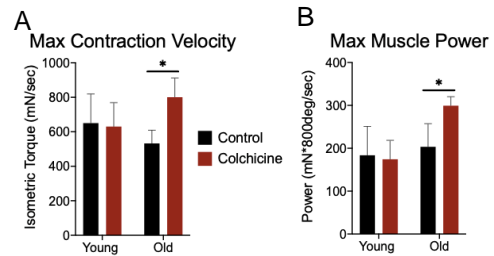 A
Max Contraction Velocity
Isometric Torque (mN/sec)
1000
800
600
400
200
0
*
Young
Old
Control
Colchicine
B
Max Muscle Power
Power (mN*800deg/sec)
400
300
200
100
0
*
Young
Old